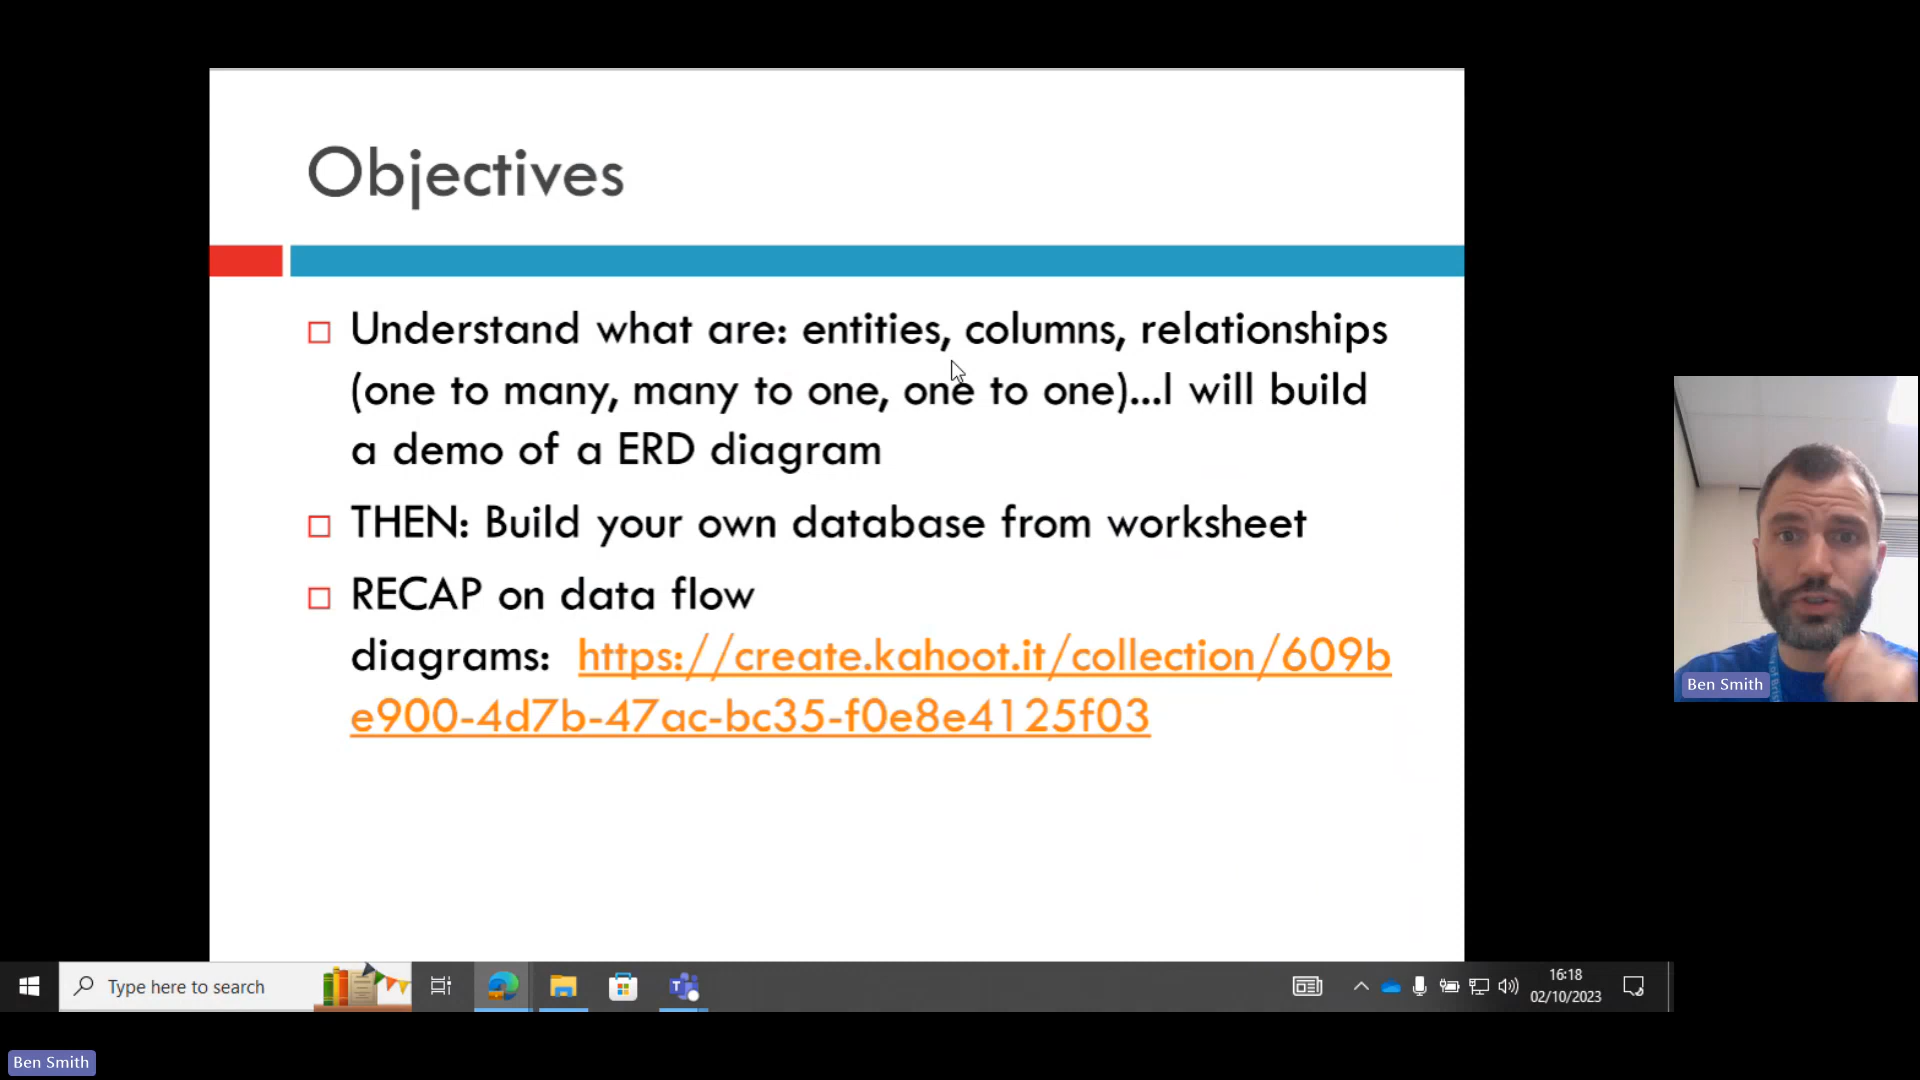 Objectives
Understand what are: entities, columns, relationships
(one to many, many to one, one to one)...I will build
a demo of a ERD diagram
THEN: Build your own database from worksheet
RECAP on data flow
diagrams: https://create.kahoot.it/collection/609b
e900-4d7b-47ac-bc35-f0e8e4125f03
Ben Smith
Type here to search
16:18
02/10/2023
Ben Smith